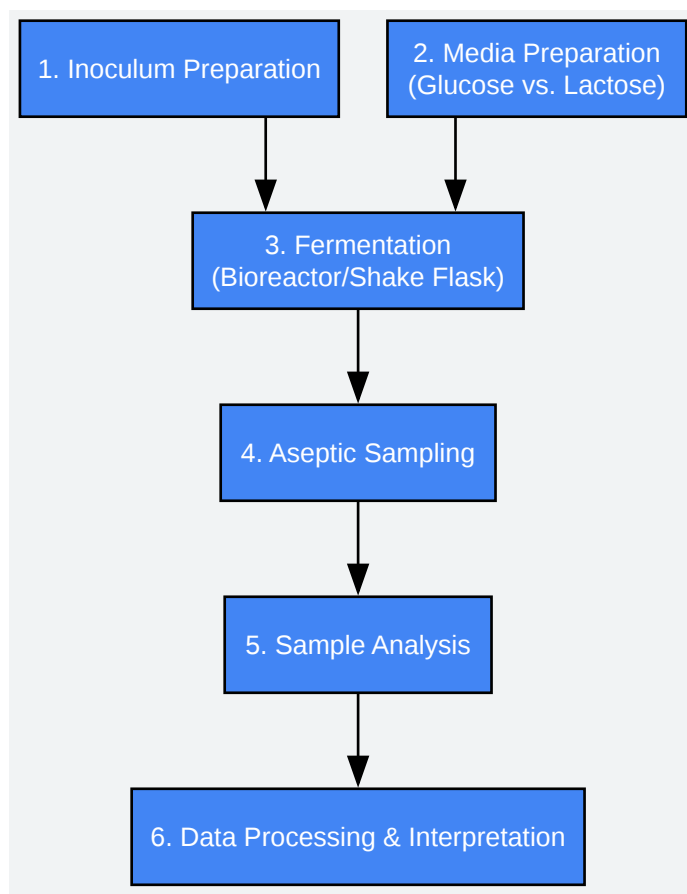 1. Inoculum Preparation
2. Media Preparation
(Glucose vs. Lactose)
3. Fermentation
(Bioreactor/Shake Flask)
4. Aseptic Sampling
5. Sample Analysis
6. Data Processing & Interpretation